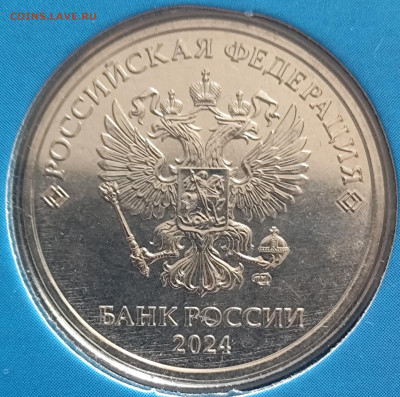 COINS.LAVE.RU
РОССИЙСКАЯ ФЕДЕРАЦИЯ
БАНК РОССИИ
2024